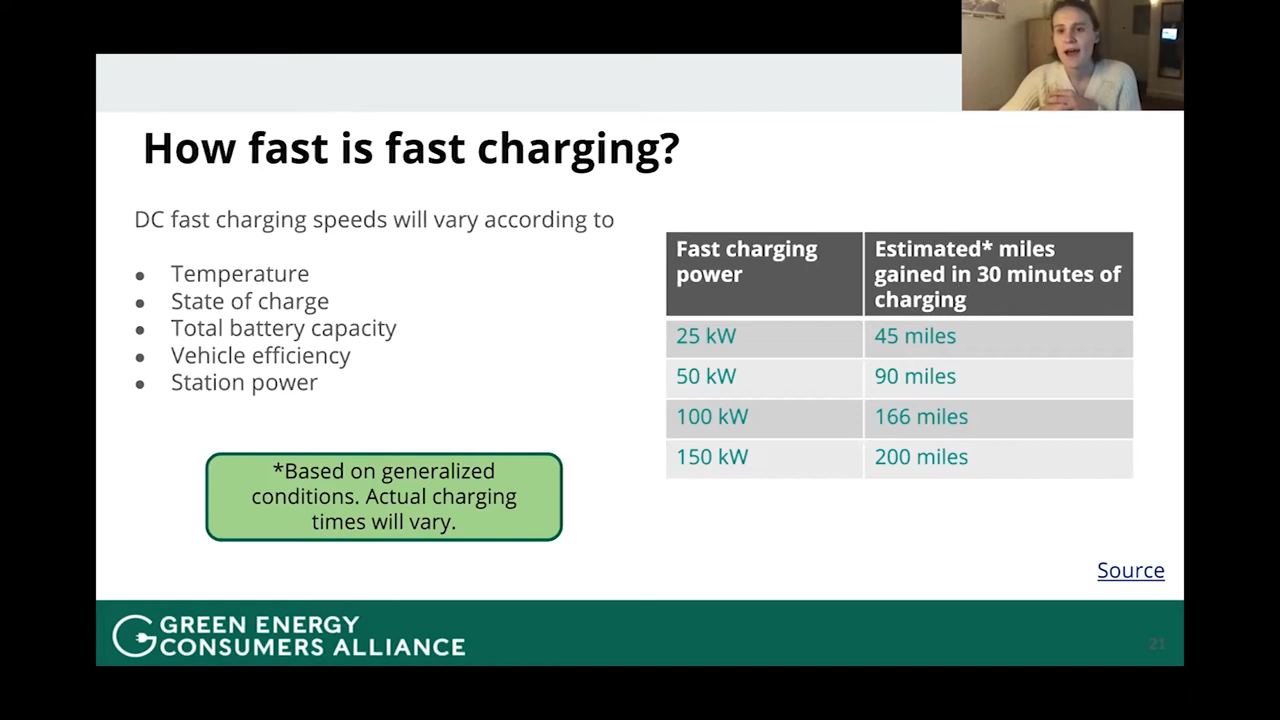 How fast is fast charging?
DC fast charging speeds will vary according to
● Temperature
● State of charge
● Total battery capacity
● Vehicle efficiency
● Station power
*Based on generalized
conditions. Actual charging
times will vary.
Fast charging
power
Estimated* miles
gained in 30 minutes of
charging
25 kW
45 miles
50 kW
90 miles
100 kW
166 miles
150 kW
200 miles
Source
GREEN ENERGY
CONSUMERS ALLIANCE
21